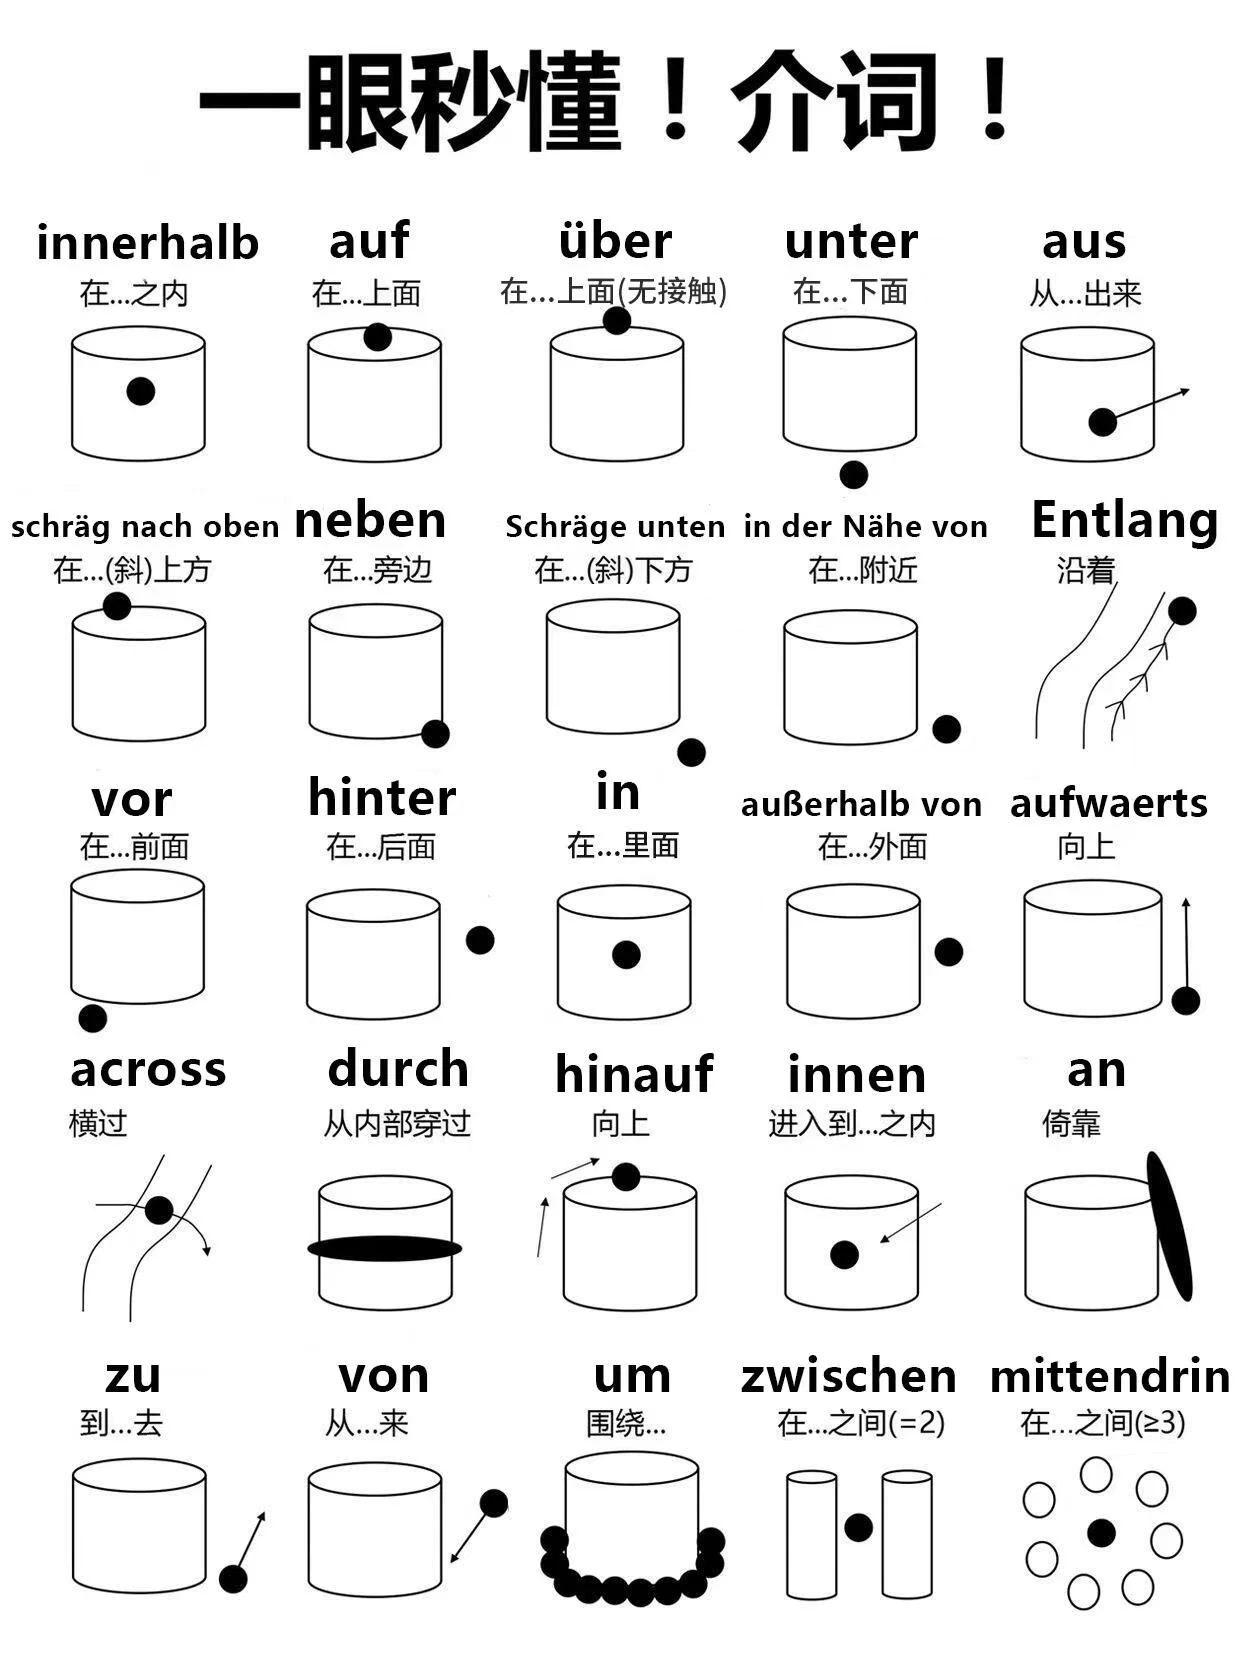 一眼秒懂！介词！
innerhalb auf über unter aus
在...之内 在...上面 在...上面(无接触) 在...下面 从...出来
schräg nach oben neben Schräge unten in der Nähe von Entlang
在...(斜)上方 在...旁边 在...(斜)下方 在...附近 沿着
vor hinter in außerhalb von aufwaerts
在...前面 在...后面 在...里面 在...外面 向上
across durch hinauf innen an
横过 从内部穿过 向上 进入到...之内 倚靠
zu von um zwischen mittendrin
到...去 从...来 围绕... 在...之间(=2) 在...之间(≥3)